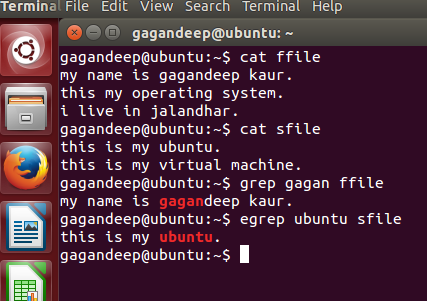 Terminal File Edit View Search Terminal Help
gagandeep@ubuntu: ~
gagandeep@ubuntu:~$ cat ffile
my name is gagandeep kaur.
this my operating system.
i live in jalandhar.
gagandeep@ubuntu:~$ cat sfile
this is my ubuntu.
this is my virtual machine.
gagandeep@ubuntu:~$ grep gagan ffile
my name is gagandeep kaur.
gagandeep@ubuntu:~$ egrep ubuntu sfile
this is my ubuntu.
gagandeep@ubuntu:~$